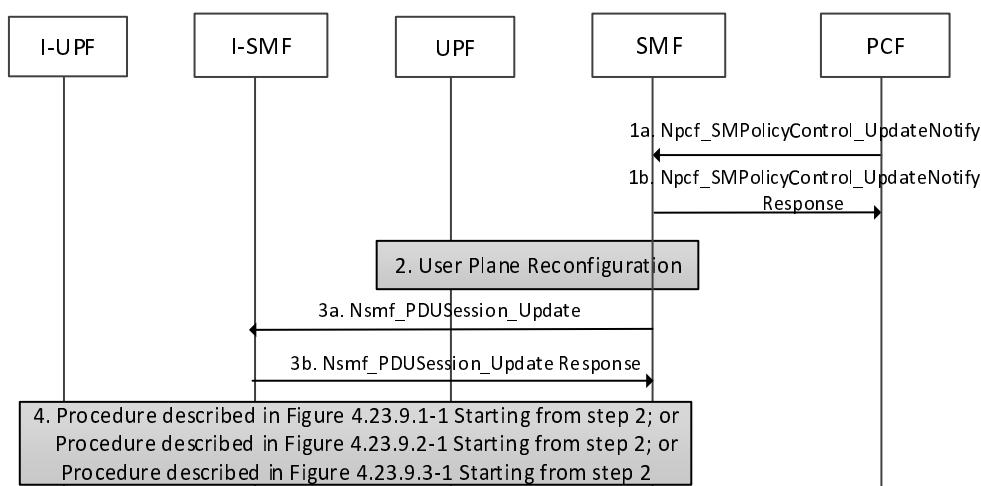 I-UPF
I-SMF
UPF
SMF
PCF
1a. Npcf_SMPolicyControl_UpdateNotify
1b. Npcf_SMPolicyControl_UpdateNotify
Response
2. User Plane Reconfiguration
3a. Nsmf_PDUSession_Update
3b. Nsmf_PDUSession_Update Response
4. Procedure described in Figure 4.23.9.1-1 Starting from step 2; or
Procedure described in Figure 4.23.9.2-1 Starting from step 2; or
Procedure described in Figure 4.23.9.3-1 Starting from step 2